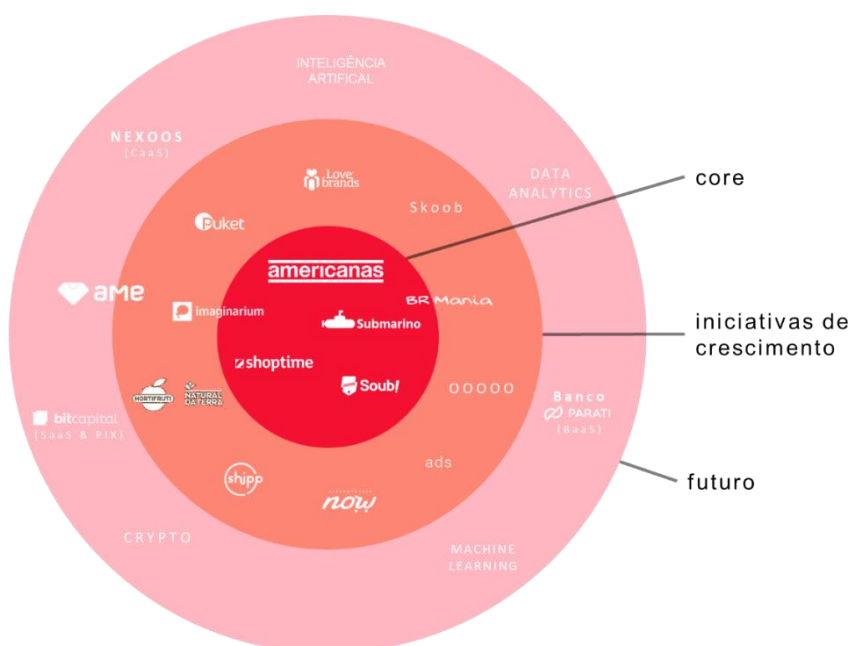 INTELIGÊNCIA
ARTIFICAL
NEXOOS
(CaaS)
Love
brands
DATA
ANALYTICS
core
Skoob
Puket
americanas
ame
imaginarium
BR Mania
Submarino
iniciativas de
crescimento
shoptime
Soub!
OOOOO
HORTIFRUTI
NATURAL
DATERRA
Banco
PARATI
(BaaS)
bitcapital
(SaaS & PIX)
ads
shipp
futuro
now
CRYPTO
MACHINE
LEARNING